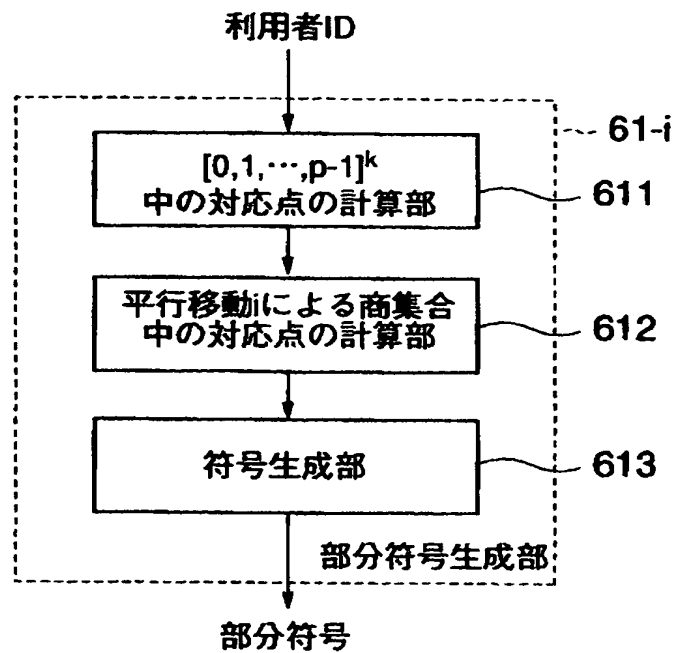 利用者ID
61-i
[0,1,…,p-1]^k
中の対応点の計算部
611
平行移動iによる商集合
中の対応点の計算部
612
符号生成部
613
部分符号生成部
部分符号